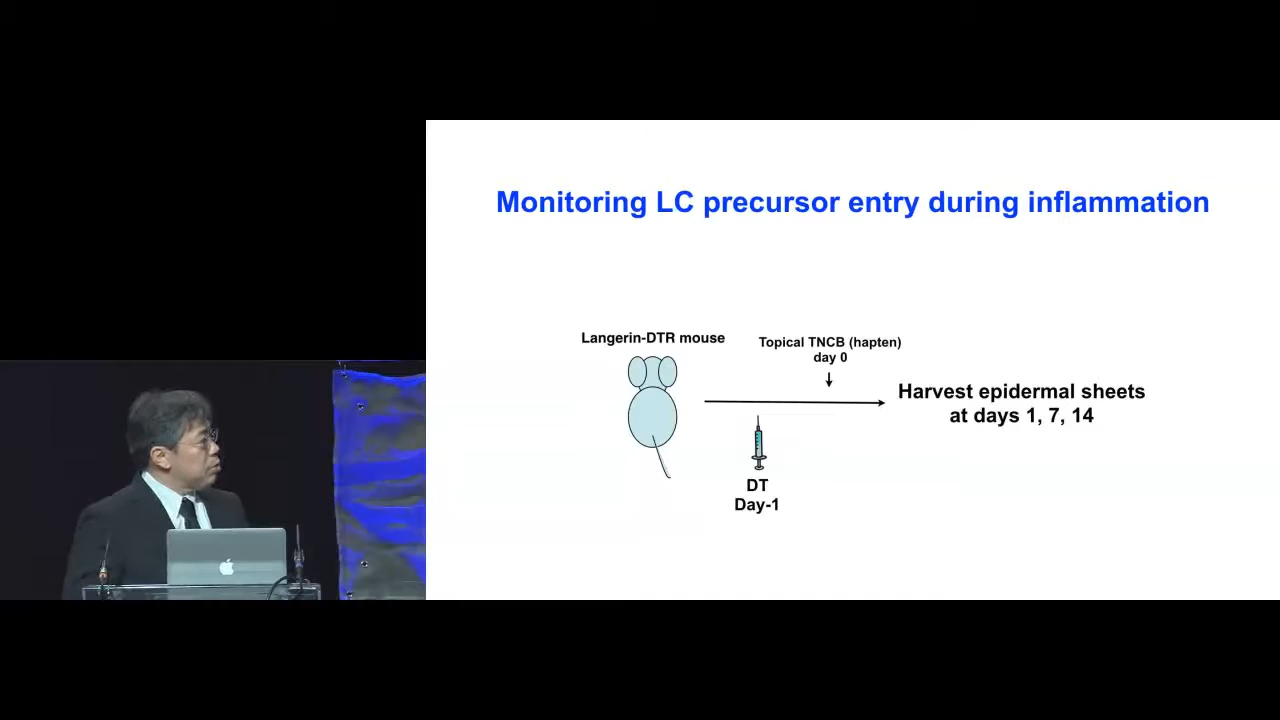 Monitoring LC precursor entry during inflammation
Langerin-DTR mouse
Topical TNCB (hapten)
day 0
Harvest epidermal sheets
at days 1, 7, 14
DT
Day-1